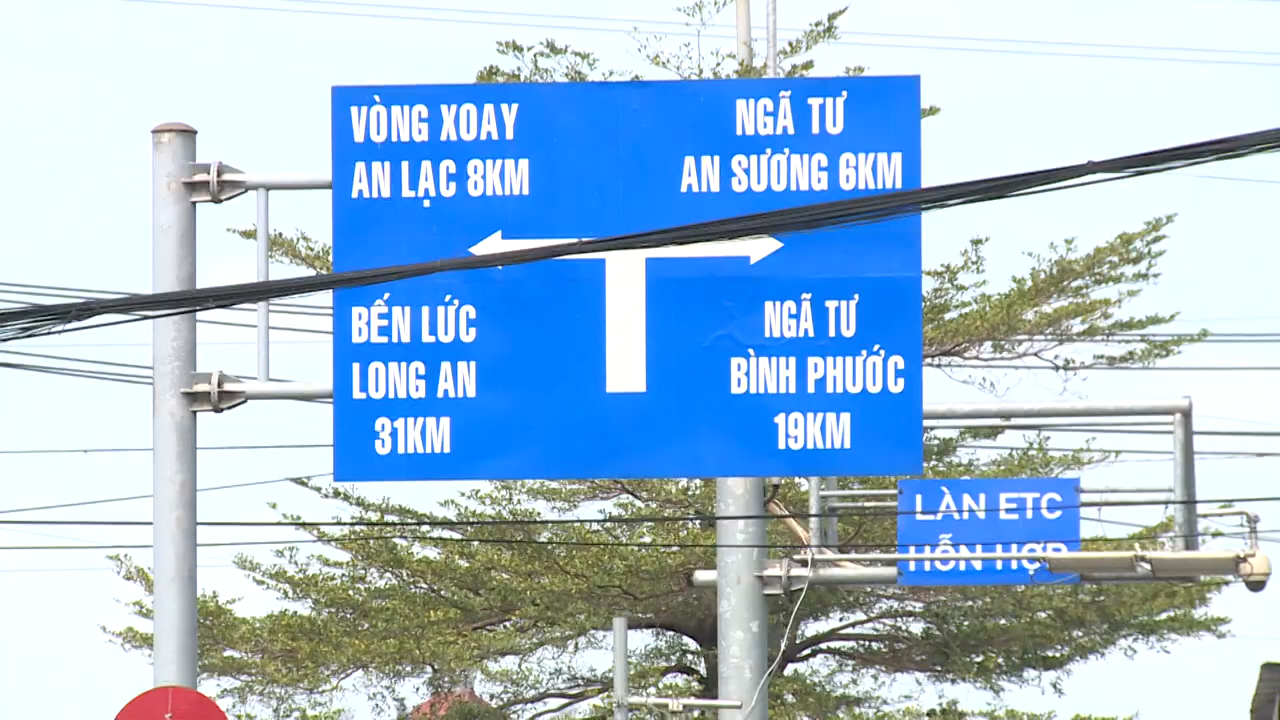 VÒNG XOAY
AN LẠC 8KM
NGÃ TƯ
AN SƯƠNG 6KM
BẾN LỨC
LONG AN
31KM
NGÃ TƯ
BÌNH PHƯỚC
19KM
LÀN ETC
HỖN HỢP